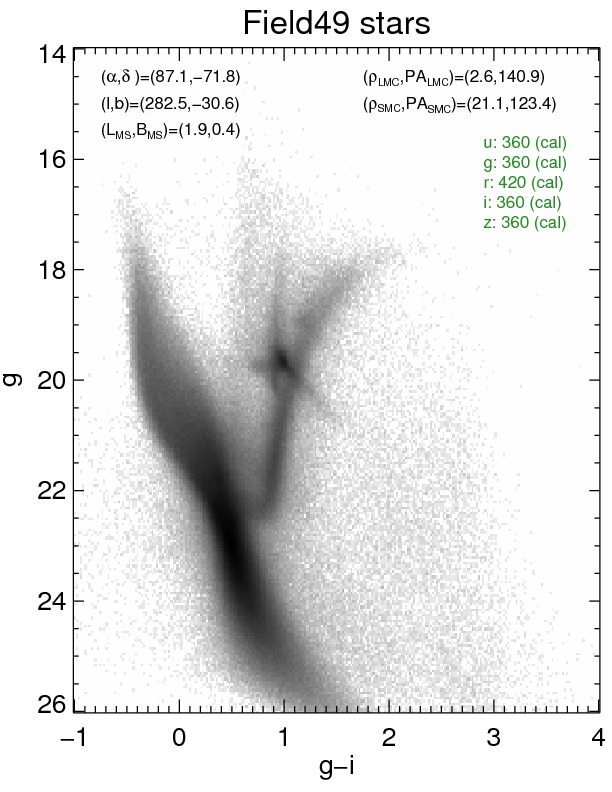 Field49 stars
(α,δ )=(87.1,−71.8)
(ρLMC,PALMC)=(2.6,140.9)
(l,b)=(282.5,−30.6)
(ρSMC,PASMC)=(21.1,123.4)
(LMS,BMS)=(1.9,0.4)
u: 360 (cal)
g: 360 (cal)
r: 420 (cal)
i: 360 (cal)
z: 360 (cal)
14
16
18
20
22
24
26
g
−1 0 1 2 3 4
g−i